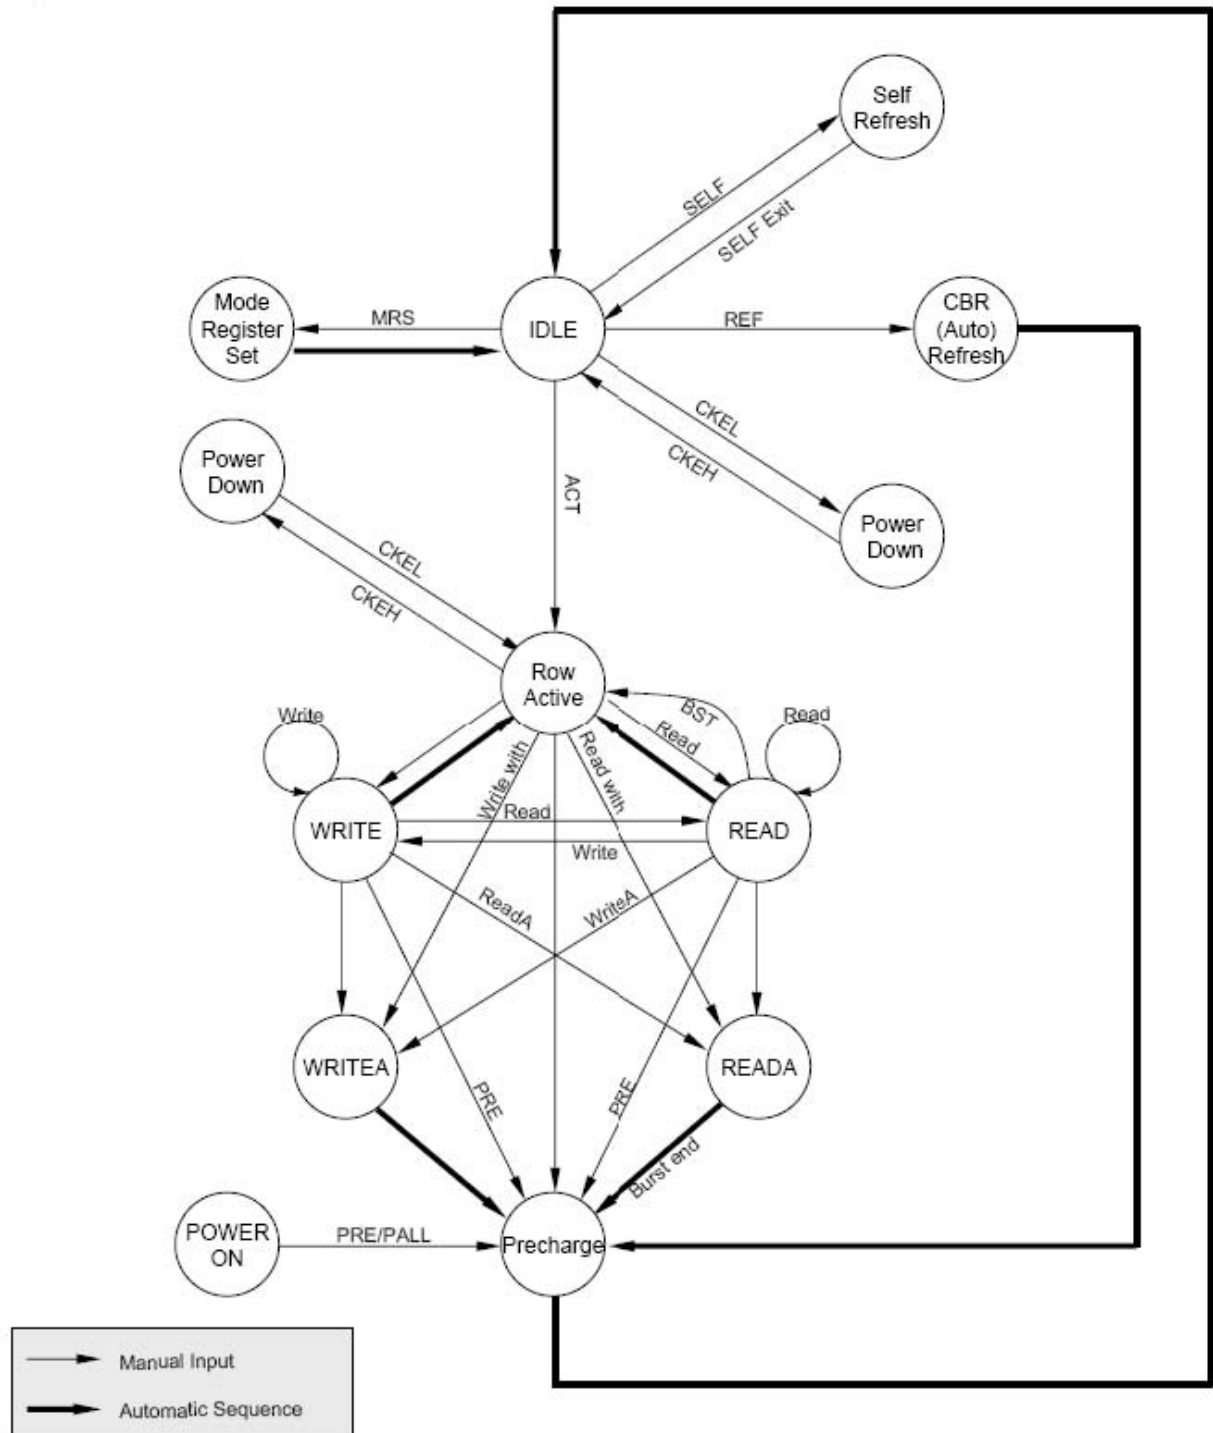 Self
Refresh
SELF
SELF Exit
Mode
Register
Set
MRS
IDLE
REF
CBR
(Auto)
Refresh
CKEL
CKEH
Power
Down
ACT
Power
Down
CKEL
CKEH
Row
Active
BST
Read
Write
Read
Write with
Read with
WRITE
Read
READ
Write
ReadA
WriteA
WRITEA
READA
PRE
PRE
Burst end
POWER
ON
PRE/PALL
Precharge
Manual Input
Automatic Sequence